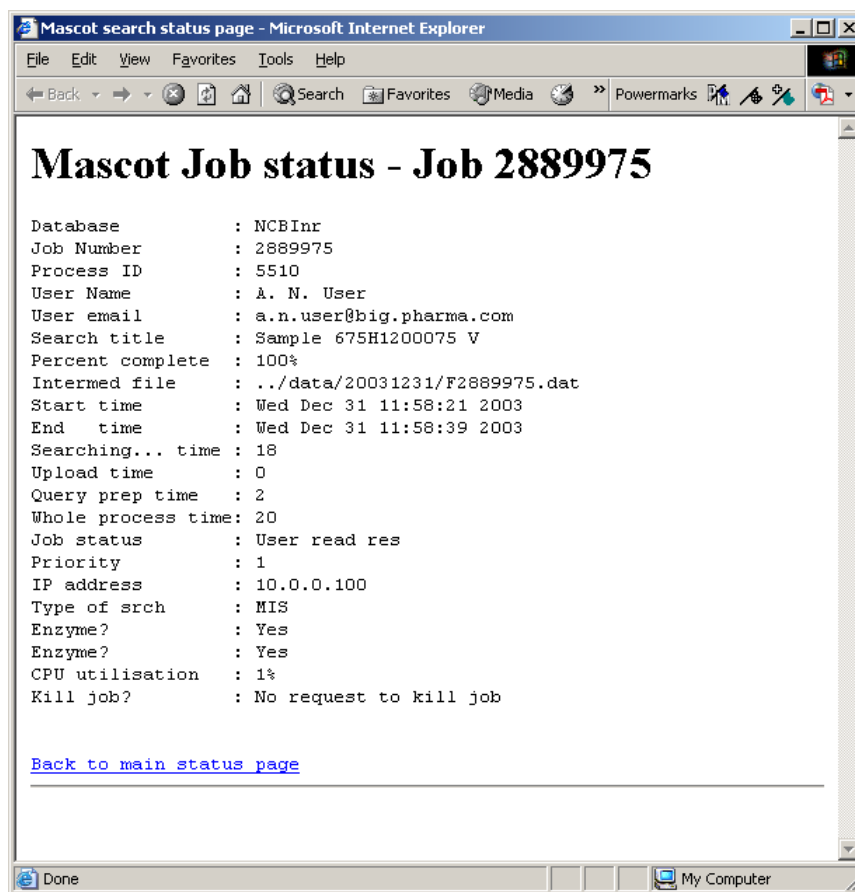 Mascot search status page - Microsoft Internet Explorer
File Edit View Favorites Tools Help
Back Search Favorites Media » Powermarks
Mascot Job status - Job 2889975
Database : NCBInr
Job Number : 2889975
Process ID : 5510
User Name : A. N. User
User email : a.n.user@big.pharma.com
Search title : Sample 675H1200075 V
Percent complete : 100%
Intermed file : ../data/20031231/F2889975.dat
Start time : Wed Dec 31 11:58:21 2003
End time : Wed Dec 31 11:58:39 2003
Searching... time : 18
Upload time : 0
Query prep time : 2
Whole process time: 20
Job status : User read res
Priority : 1
IP address : 10.0.0.100
Type of srch : MIS
Enzyme? : Yes
Enzyme? : Yes
CPU utilisation : 1%
Kill job? : No request to kill job
Back to main status page
Done My Computer